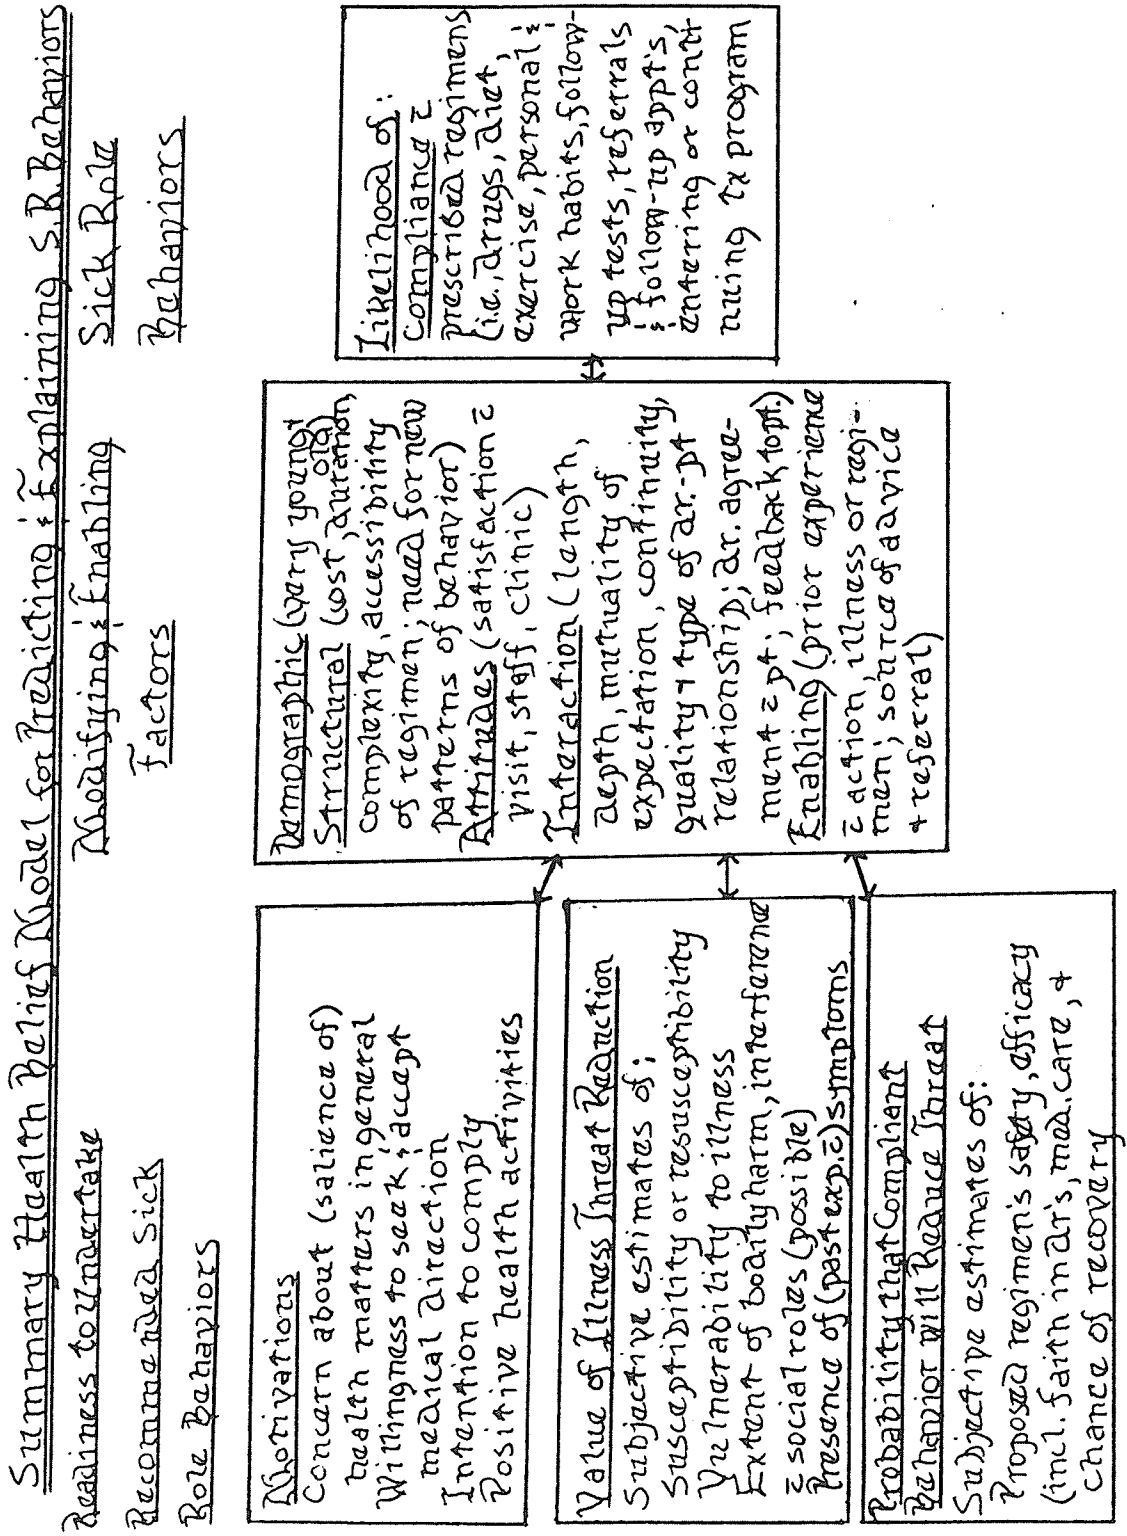 Summary Health Belief Model for Predicting & Explaining S.R. Behaviors
Readiness to Undertake
Recommended Sick
Role Behaviors
Modifying & Enabling
Factors
Sick Role
Behaviors
Motivations
Concern about (salience of)
health matters in general
Willingness to seek & accept
medical direction
Intention to comply
Positive health activities
Value of Illness Threat Reduction
Subjective estimates of:
Susceptibility or resusceptibility
Vulnerability to illness
Extent of bodily harm, interference
c̄ social roles (possible)
Presence of (past exp. c̄) symptoms
Probability that Compliant
Behavior will Reduce Threat
Subjective estimates of:
Proposed regimen's safety, efficacy
(incl. faith in dr's, med. care, +
chance of recovery
Demographic (very young +
old)
Structural (cost, duration,
complexity, accessibility
of regimen; need for new
patterns of behavior)
Attitudes (satisfaction c̄
visit, staff, clinic)
Interaction (length,
depth, mutuality of
expectation, continuity,
quality + type of dr.-pt
relationship; dr. agree-
ment c̄ pt; feedback to pt.)
Enabling (prior experience
c̄ action, illness or regi-
men; source of advice
+ referral)
Likelihood of:
Compliance c̄
prescribed regimens
(i.e., drugs, diet,
exercise, personal &
work habits, follow-
up tests, referrals
& follow-up appt's,
entering or conti
nuing tx program